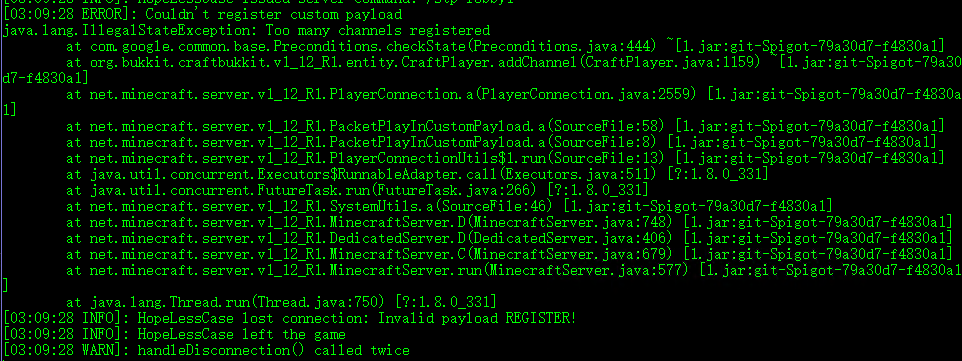 [03:09:28 ERROR]: Couldn't register custom payload
java.lang.IllegalStateException: Too many channels registered
at com.google.common.base.Preconditions.checkState(Preconditions.java:444) ~[1.jar:git-Spigot-79a30d7-f4830a1]
at org.bukkit.craftbukkit.v1_12_R1.entity.CraftPlayer.addChannel(CraftPlayer.java:1159) ~[1.jar:git-Spigot-79a30
d7-f4830a1]
at net.minecraft.server.v1_12_R1.PlayerConnection.a(PlayerConnection.java:2559) [1.jar:git-Spigot-79a30d7-f4830a
1]
at net.minecraft.server.v1_12_R1.PacketPlayInCustomPayload.a(SourceFile:58) [1.jar:git-Spigot-79a30d7-f4830a1]
at net.minecraft.server.v1_12_R1.PacketPlayInCustomPayload.a(SourceFile:8) [1.jar:git-Spigot-79a30d7-f4830a1]
at net.minecraft.server.v1_12_R1.PlayerConnectionUtils$1.run(SourceFile:13) [1.jar:git-Spigot-79a30d7-f4830a1]
at java.util.concurrent.Executors$RunnableAdapter.call(Executors.java:511) [?:1.8.0_331]
at java.util.concurrent.FutureTask.run(FutureTask.java:266) [?:1.8.0_331]
at net.minecraft.server.v1_12_R1.SystemUtils.a(SourceFile:46) [1.jar:git-Spigot-79a30d7-f4830a1]
at net.minecraft.server.v1_12_R1.MinecraftServer.D(MinecraftServer.java:748) [1.jar:git-Spigot-79a30d7-f4830a1]
at net.minecraft.server.v1_12_R1.DedicatedServer.D(DedicatedServer.java:406) [1.jar:git-Spigot-79a30d7-f4830a1]
at net.minecraft.server.v1_12_R1.MinecraftServer.C(MinecraftServer.java:679) [1.jar:git-Spigot-79a30d7-f4830a1]
at net.minecraft.server.v1_12_R1.MinecraftServer.run(MinecraftServer.java:577) [1.jar:git-Spigot-79a30d7-f4830a1
]
at java.lang.Thread.run(Thread.java:750) [?:1.8.0_331]
[03:09:28 INFO]: HopeLessCase lost connection: Invalid payload REGISTER!
[03:09:28 INFO]: HopeLessCase left the game
[03:09:28 WARN]: handleDisconnection() called twice